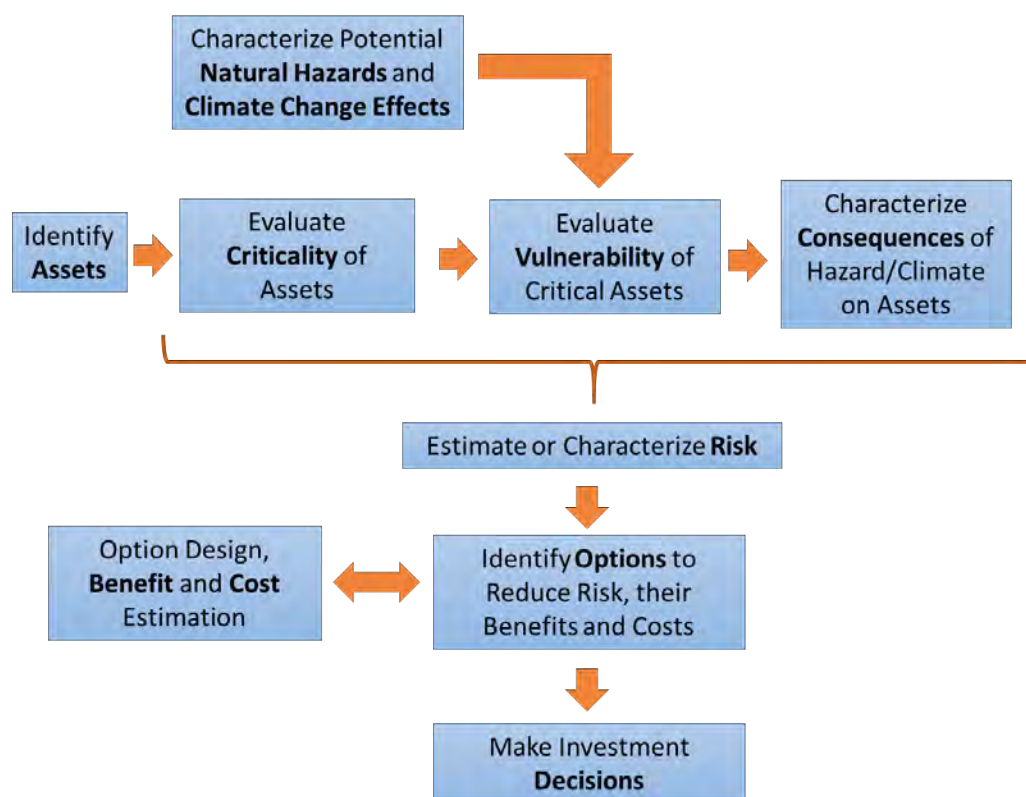 Characterize Potential
Natural Hazards and
Climate Change Effects
Identify
Assets
Evaluate
Criticality of
Assets
Evaluate
Vulnerability of
Critical Assets
Characterize
Consequences of
Hazard/Climate
on Assets
Estimate or Characterize Risk
Option Design,
Benefit and Cost
Estimation
Identify Options to
Reduce Risk, their
Benefits and Costs
Make Investment
Decisions